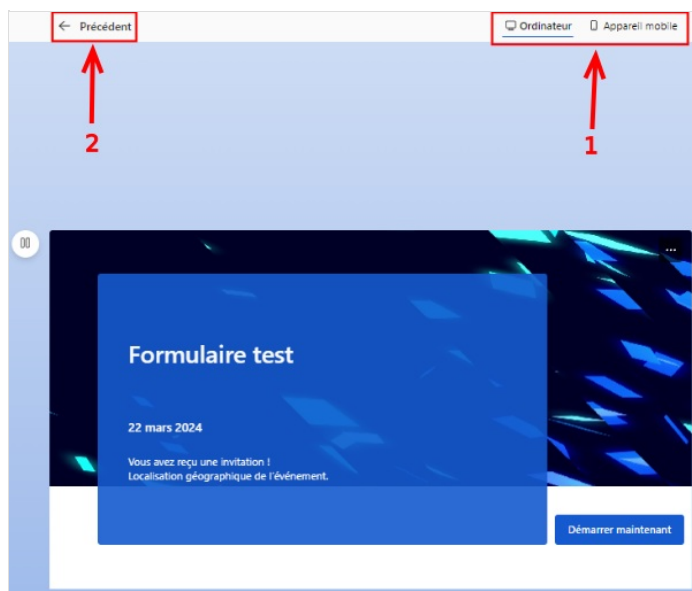 ← Précédent
Ordinateur
Appareil mobile
2
1
...
Formulaire test
22 mars 2024
Vous avez reçu une invitation !
Localisation géographique de l'événement.
Démarrer maintenant